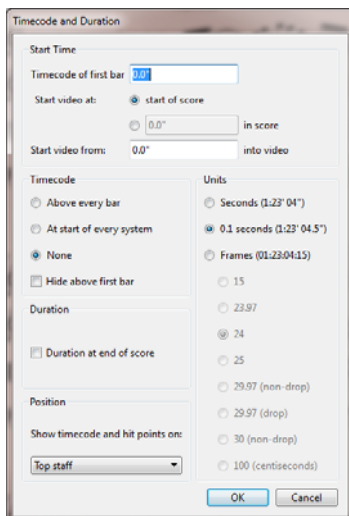 Timecode and Duration
Start Time
Timecode of first bar 0.0"
Start video at: start of score
0.0" in score
Start video from: 0.0" into video
Timecode
Above every bar
At start of every system
None
Hide above first bar
Duration
Duration at end of score
Position
Show timecode and hit points on:
Top staff
Units
Seconds (1:23' 04")
0.1 seconds (1:23' 04.5")
Frames (01:23:04:15)
15
23.97
24
25
29.97 (non-drop)
29.97 (drop)
30 (non-drop)
100 (centiseconds)
OK Cancel